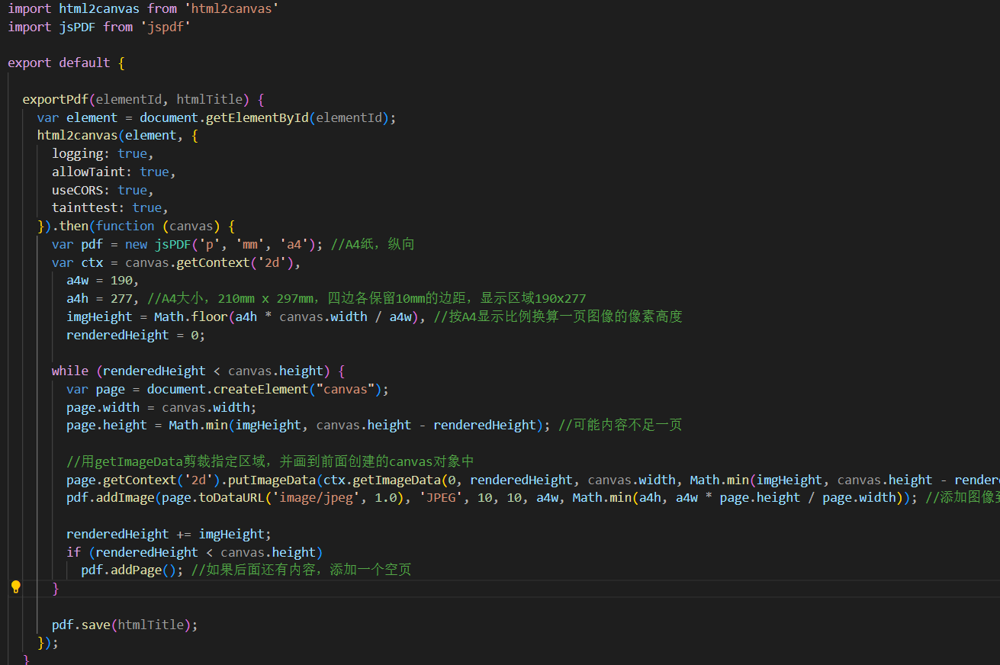 import html2canvas from 'html2canvas'
import jsPDF from 'jspdf'
export default {
exportPdf(elementId, htmlTitle) {
var element = document.getElementById(elementId);
html2canvas(element, {
logging: true,
allowTaint: true,
useCORS: true,
tainttest: true,
}).then(function (canvas) {
var pdf = new jsPDF('p', 'mm', 'a4'); //A4纸，纵向
var ctx = canvas.getContext('2d'),
a4w = 190,
a4h = 277, //A4大小，210mm x 297mm，四边各保留10mm的边距，显示区域190x277
imgHeight = Math.floor(a4h * canvas.width / a4w), //按A4显示比例换算一页图像的像素高度
renderedHeight = 0;
while (renderedHeight < canvas.height) {
var page = document.createElement("canvas");
page.width = canvas.width;
page.height = Math.min(imgHeight, canvas.height - renderedHeight); //可能内容不足一页
//用getImageData剪裁指定区域，并画到前面创建的canvas对象中
page.getContext('2d').putImageData(ctx.getImageData(0, renderedHeight, canvas.width, Math.min(imgHeight, canvas.height - render
pdf.addImage(page.toDataURL('image/jpeg', 1.0), 'JPEG', 10, 10, a4w, Math.min(a4h, a4w * page.height / page.width)); //添加图像
renderedHeight += imgHeight;
if (renderedHeight < canvas.height)
pdf.addPage(); //如果后面还有内容，添加一个空页
}
pdf.save(htmlTitle);
});
}